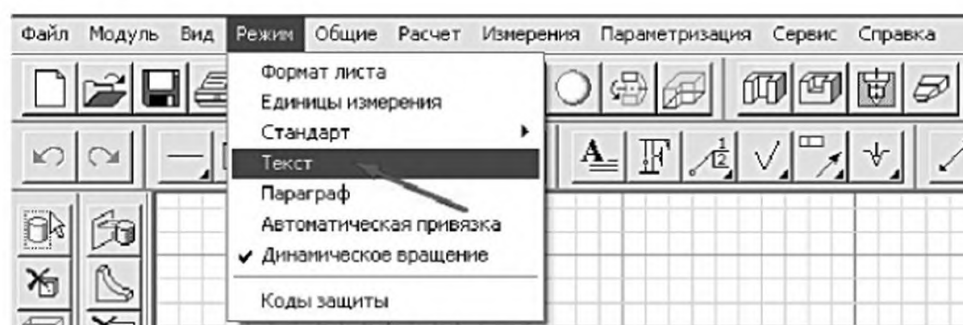 Файл Модуль Вид Режим Общие Расчет Измерения Параметризация Сервис Справка
Формат листа
Единицы измерения
Стандарт
Текст
Параграф
Автоматическая привязка
Динамическое вращение
Коды защиты